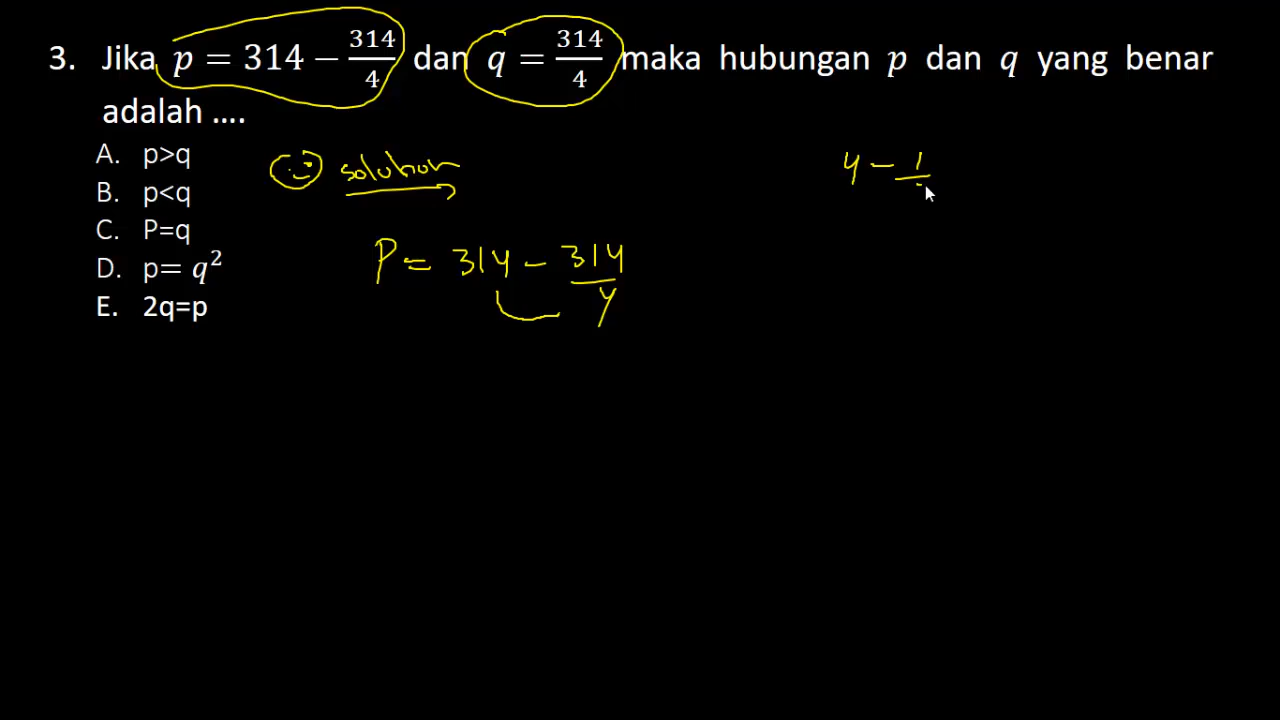 3. Jika p = 314 − 314/4 dan q = 314/4 maka hubungan p dan q yang benar
adalah ....
A. p>q
B. p<q
C. P=q
D. p= q²
E. 2q=p
solution
4 − 1
P = 314 − 314/4